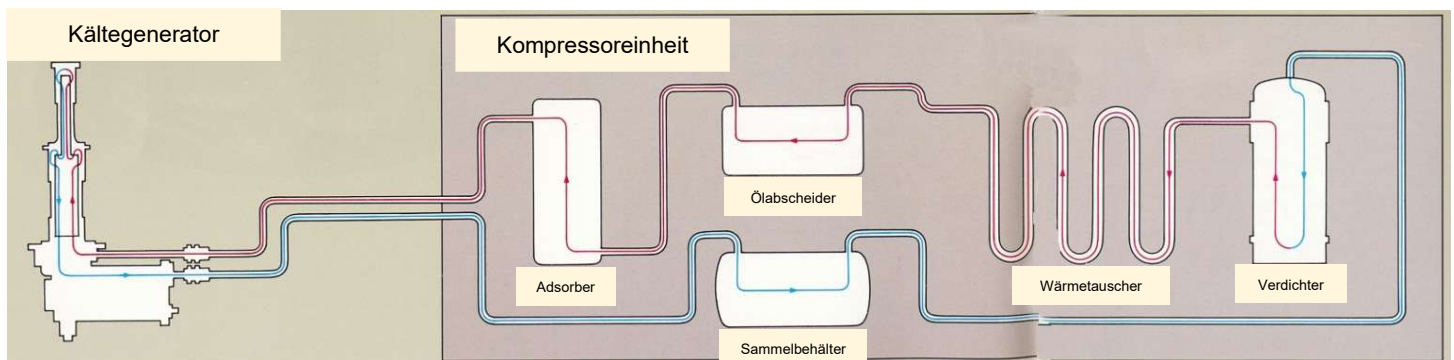 Kältegenerator
Kompressoreinheit
Ölabscheider
Adsorber
Wärmetauscher
Verdichter
Sammelbehälter